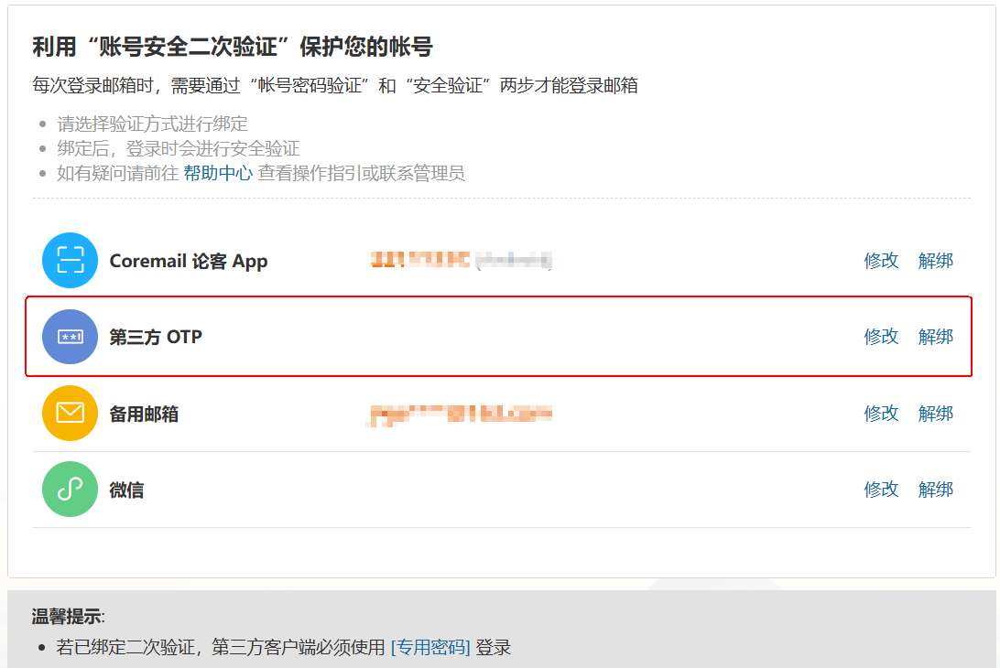 利用“账号安全二次验证”保护您的帐号
每次登录邮箱时，需要通过“帐号密码验证”和“安全验证”两步才能登录邮箱
请选择验证方式进行绑定
绑定后，登录时会进行安全验证
如有疑问请前往 帮助中心 查看操作指引或联系管理员
Coremail 论客 App 修改 解绑
第三方 OTP 修改 解绑
备用邮箱 修改 解绑
微信 修改 解绑
温馨提示:
若已绑定二次验证，第三方客户端必须使用 [专用密码] 登录